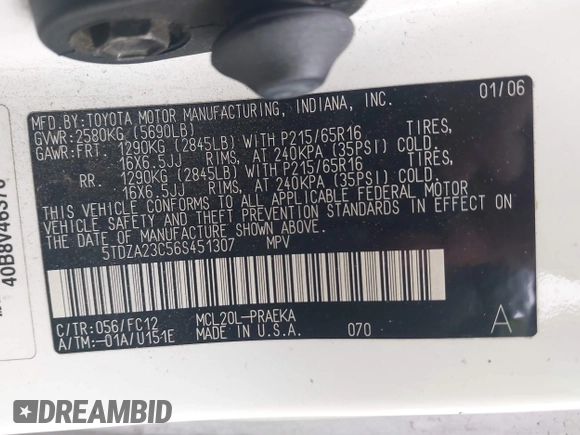 MFD.BY:TOYOTA MOTOR MANUFACTURING, INDIANA, INC. 01/06
GVWR:2580KG (5690LB)
GAWR:FRT. 1290KG (2845LB) WITH P215/65R16 TIRES,
16X6.5JJ RIMS, AT 240KPA (35PSI) COLD.
RR. 1290KG (2845LB) WITH P215/65R16 TIRES,
16X6.5JJ RIMS, AT 240KPA (35PSI) COLD.
THIS VEHICLE CONFORMS TO ALL APPLICABLE FEDERAL MOTOR
VEHICLE SAFETY AND THEFT PREVENTION STANDARDS IN
EFFECT ON THE DATE OF MANUFACTURE SHOWN ABOVE.
5TDZA23C56S451307 MPV
C/TR:056/FC12 MCL20L-PRAEKA
A/TM:-01A/U151E MADE IN U.S.A. 070 A
DREAMBID